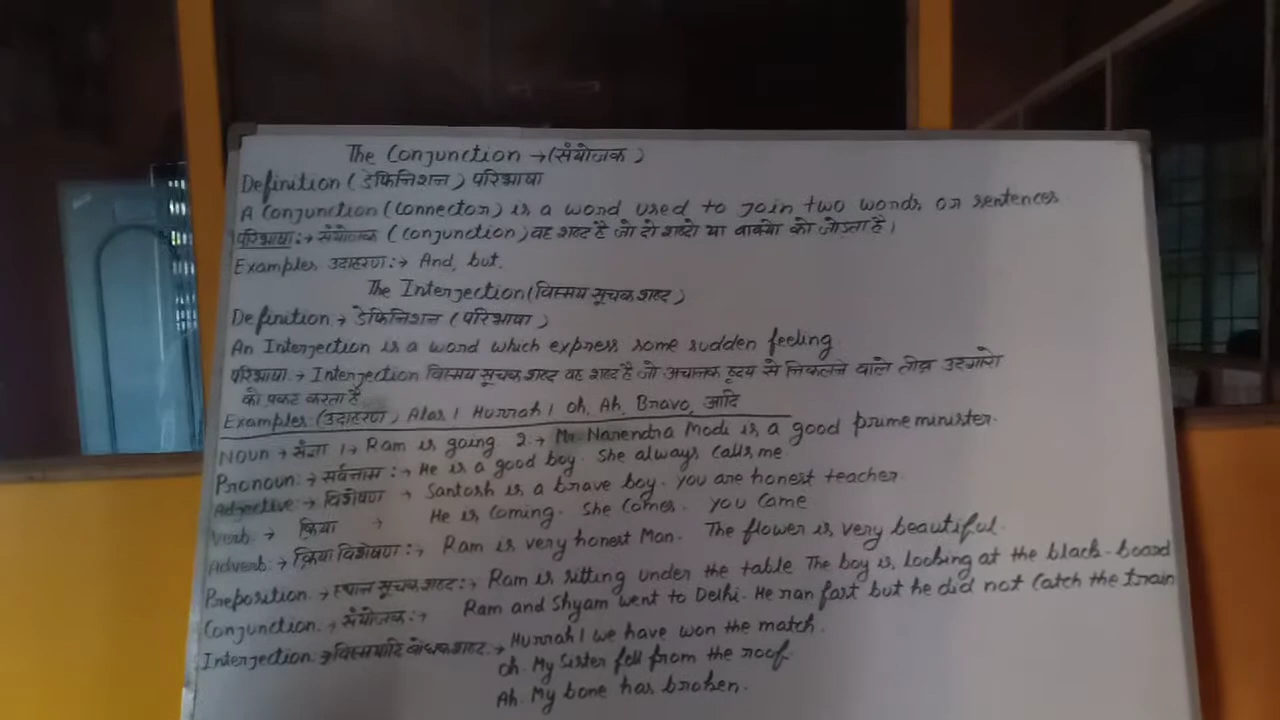 The Conjunction → (संयोजक)
Definition (डेफिनिशन) परिभाषा
A Conjunction (Connector) is a word used to join two words or sentences.
परिभाषा :→ संयोजक (Conjunction) वह शब्द है जो दो शब्दो या वाक्यो को जोडता है।
Examples उदाहरण :→ And, but.
The Interjection (विस्मय सूचक शब्द)
Definition → डेफिनिशन (परिभाषा)
An Interjection is a word which express some sudden feeling
परिभाषा → Interjection विस्मय सूचक शब्द वह शब्द है जो अचानक हृदय से निकलने वाले तीव्र उदगारो
को प्रकट करता है
Examples (उदाहरण) Alas! Hurrah! Oh, Ah, Bravo, आदि
Noun → संज्ञा 1→ Ram is going 2.→ Mr. Narendra Modi is a good prime minister.
Pronoun :→ सर्वनाम :→ He is a good boy. She always calls me
Adjective :→ विशेषण → Santosh is a brave boy. You are honest teacher.
Verb → क्रिया → He is coming. She comes. You came
Adverb :→ क्रिया विशेषण :→ Ram is very honest Man. The flower is very beautiful.
Preposition → स्थान सूचक शब्द :→ Ram is sitting under the table The boy is looking at the black-board
Conjunction → संयोजक :→ Ram and Shyam went to Delhi. He ran fast but he did not catch the train
Interjection → विस्मयादि बोधक शब्द → Hurrah! we have won the match.
Oh. My Sister fell from the roof.
Ah. My bone has broken.